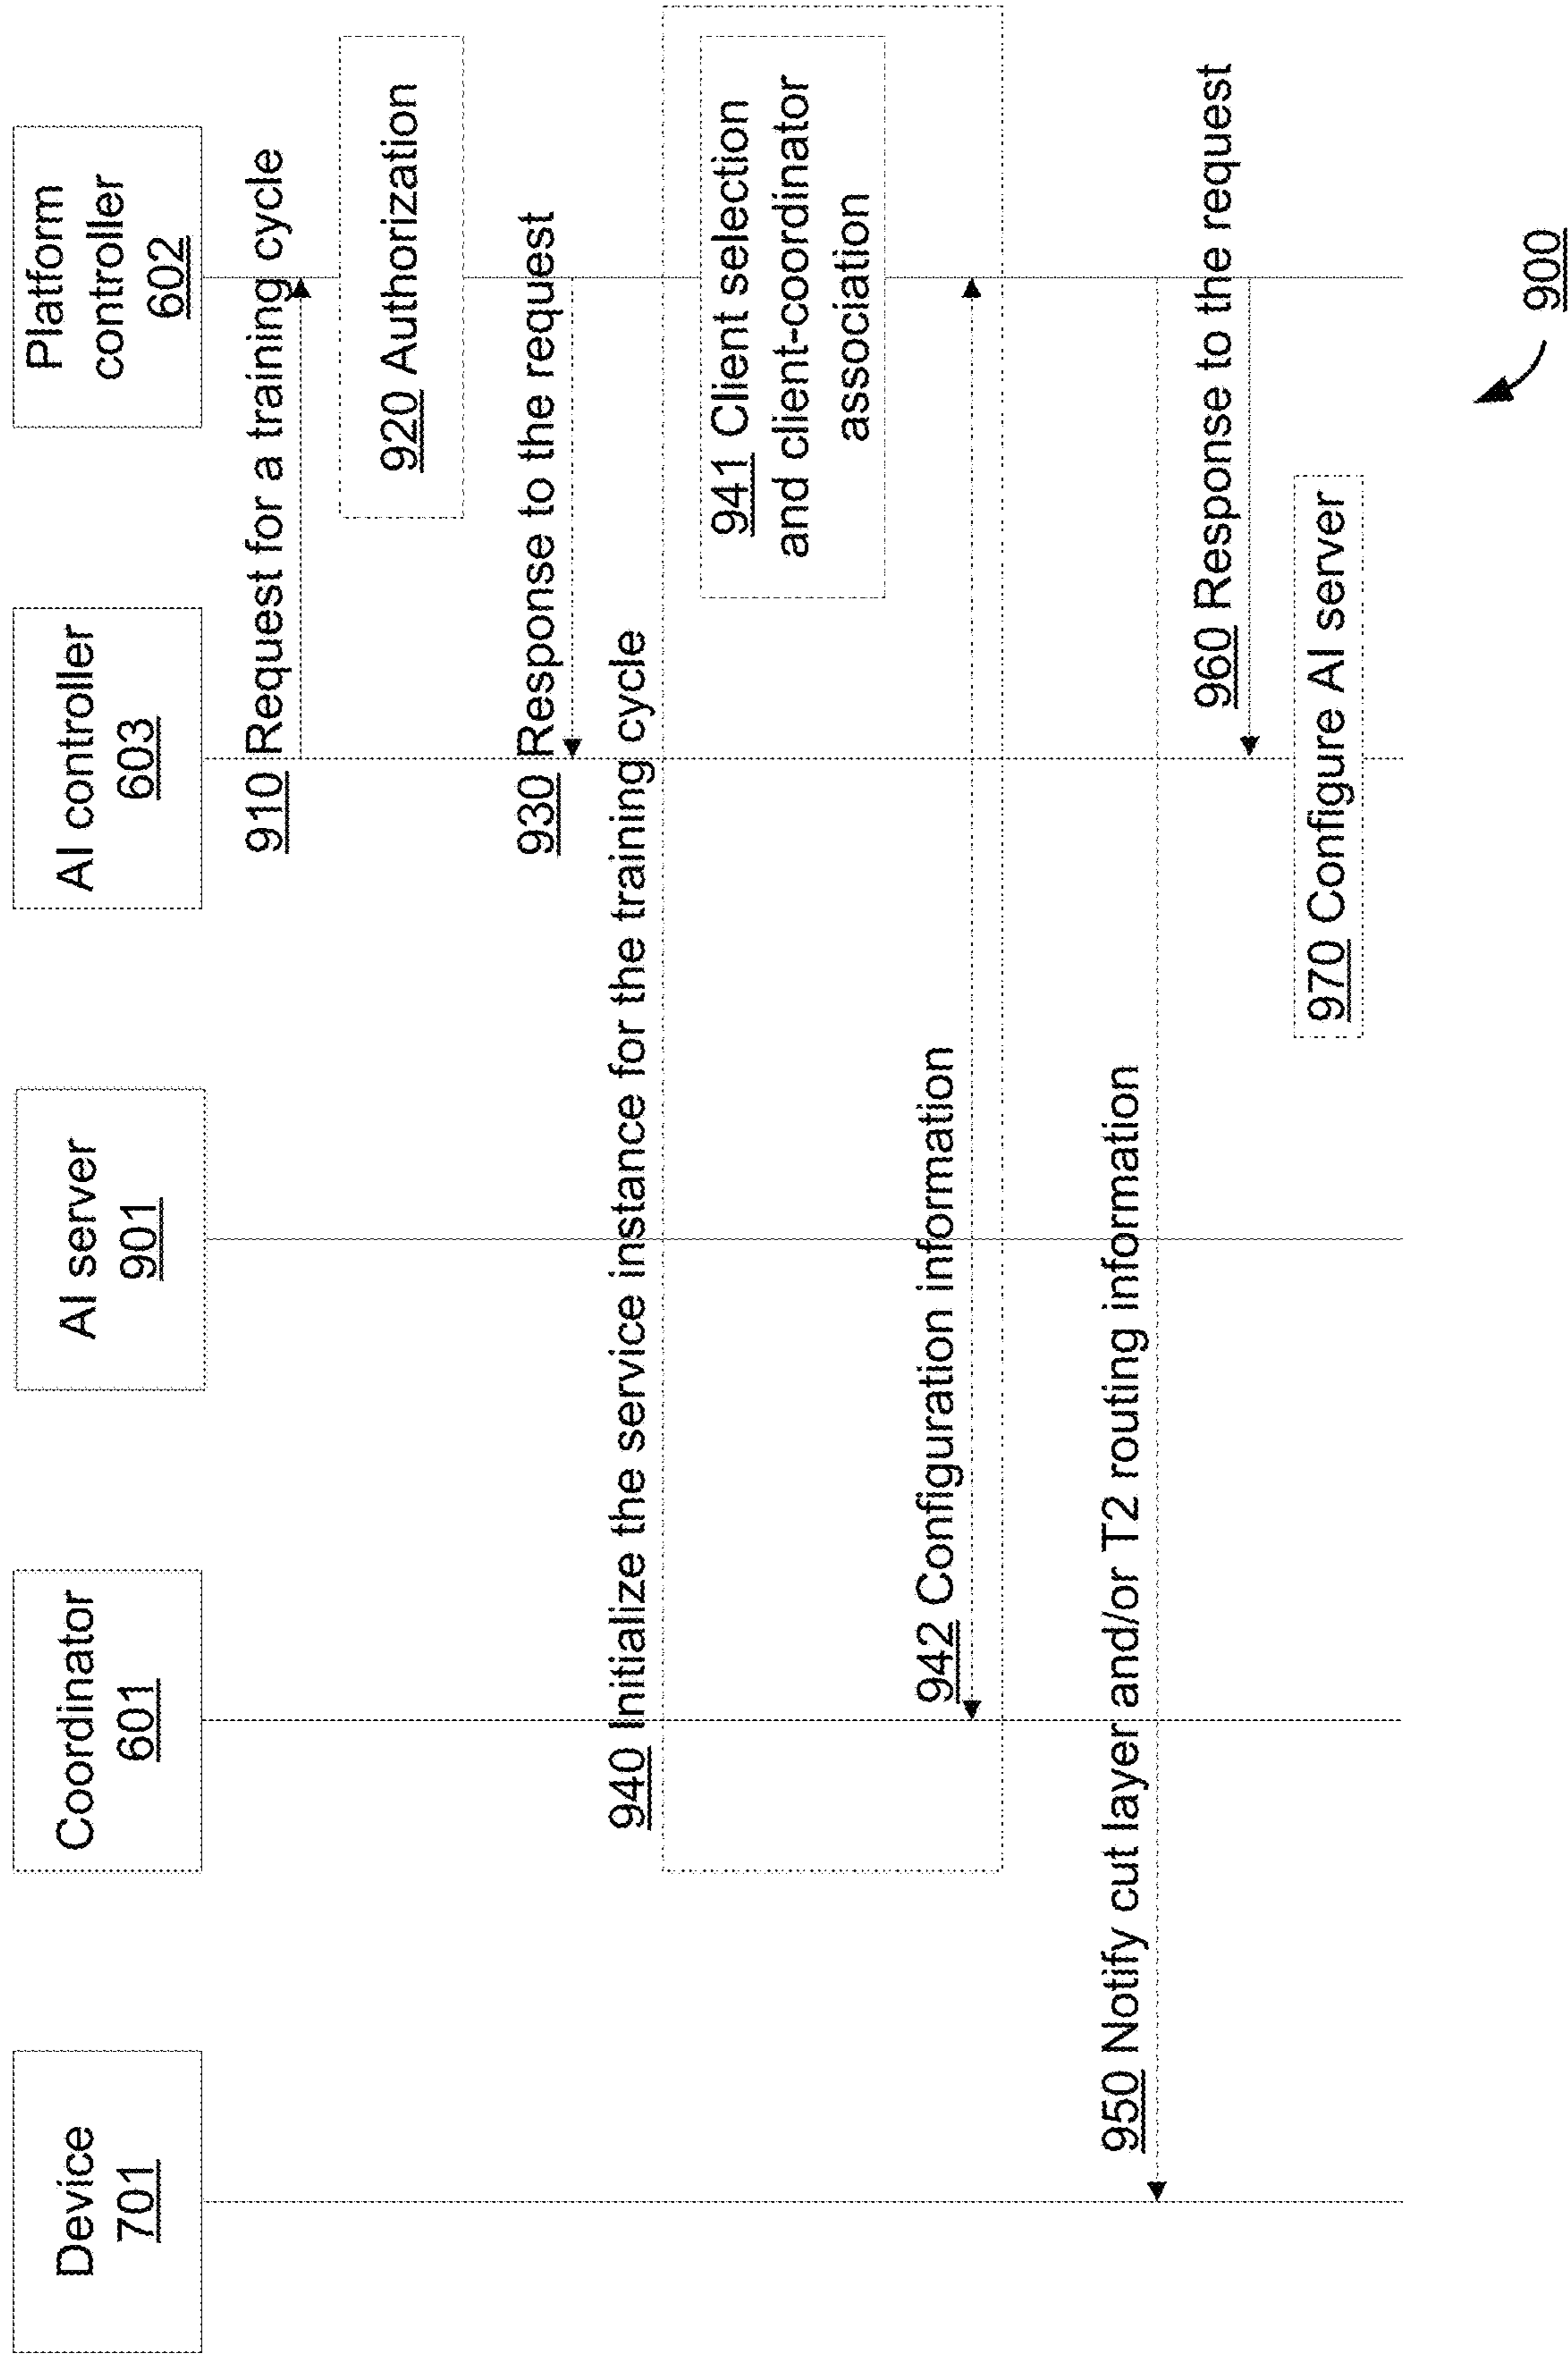 Device
701
Coordinator
601
AI server
901
AI controller
603
Platform
controller
602
910 Request for a training cycle
920 Authorization
930 Response to the request
940 Initialize the service instance for the training cycle
941 Client selection
and client-coordinator
association
942 Configuration information
950 Notify cut layer and/or T2 routing information
960 Response to the request
970 Configure AI server
900